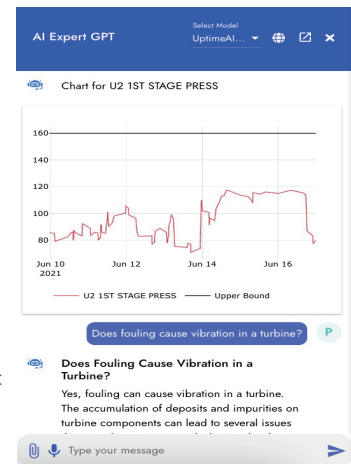 AI Expert GPT
Select Model
UptimeAI...
Chart for U2 1ST STAGE PRESS
160
140
120
100
80
Jun 10
2021
Jun 12
Jun 14
Jun 16
U2 1ST STAGE PRESS
Upper Bound
Does fouling cause vibration in a turbine?
P
Does Fouling Cause Vibration in a
Turbine?
Yes, fouling can cause vibration in a turbine.
The accumulation of deposits and impurities on
turbine components can lead to several issues
Type your message